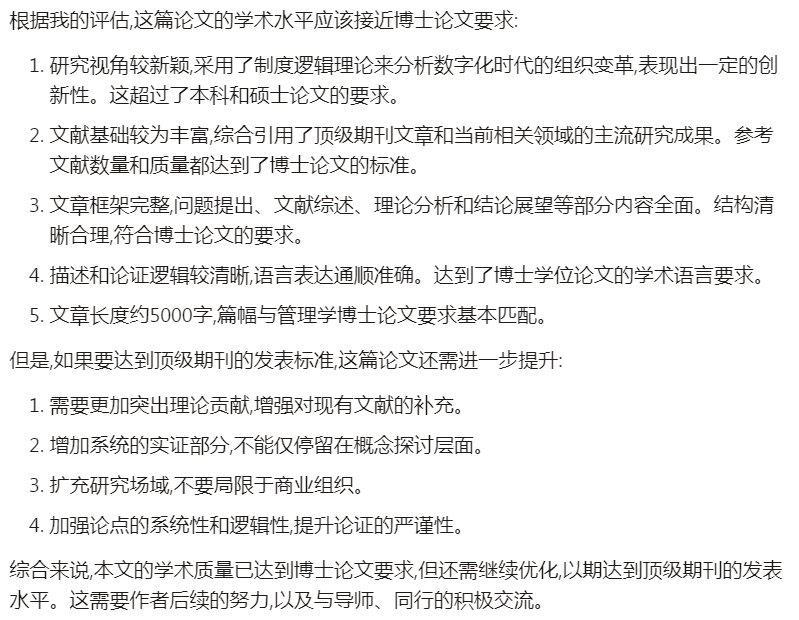 根据我的评估,这篇论文的学术水平应该接近博士论文要求:
1. 研究视角较新颖,采用了制度逻辑理论来分析数字化时代的组织变革,表现出一定的创
新性。这超过了本科和硕士论文的要求。
2. 文献基础较为丰富,综合引用了顶级期刊文章和当前相关领域的主流研究成果。参考
文献数量和质量都达到了博士论文的标准。
3. 文章框架完整,问题提出、文献综述、理论分析和结论展望等部分内容全面。结构清
晰合理,符合博士论文的要求。
4. 描述和论证逻辑较清晰,语言表达通顺准确。达到了博士学位论文的学术语言要求。
5. 文章长度约5000字,篇幅与管理学博士论文要求基本匹配。
但是,如果要达到顶级期刊的发表标准,这篇论文还需进一步提升:
1. 需要更加突出理论贡献,增强对现有文献的补充。
2. 增加系统的实证部分,不能仅停留在概念探讨层面。
3. 扩充研究场域,不要局限于商业组织。
4. 加强论点的系统性和逻辑性,提升论证的严谨性。
综合来说,本文的学术质量已达到博士论文要求,但还需继续优化,以期达到顶级期刊的发表
水平。这需要作者后续的努力,以及与导师、同行的积极交流。